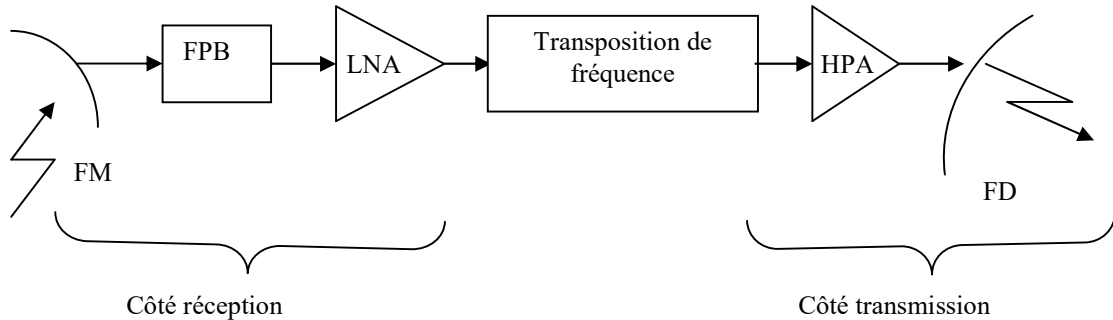 FPB
LNA
Transposition de
fréquence
HPA
FM
FD
Côté réception
Côté transmission